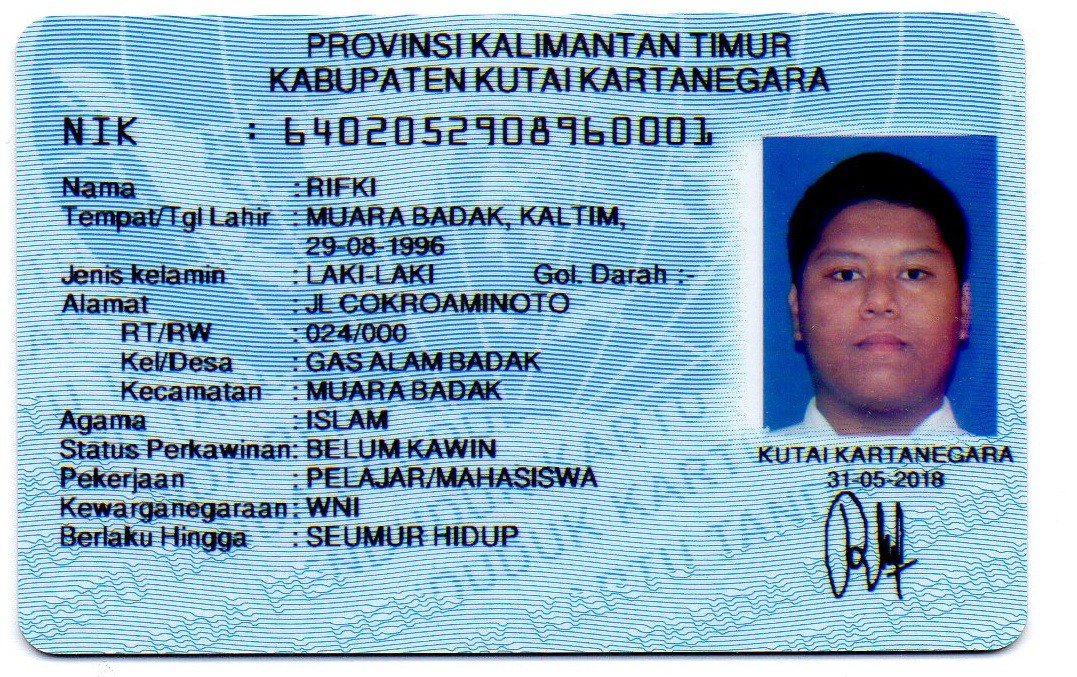 PROVINSI KALIMANTAN TIMUR
KABUPATEN KUTAI KARTANEGARA
NIK : 6402052908960001
Nama : RIFKI
Tempat/Tgl Lahir : MUARA BADAK, KALTIM,
29-08-1996
Jenis kelamin : LAKI-LAKI Gol. Darah :-
Alamat : JL COKROAMINOTO
RT/RW : 024/000
Kel/Desa : GAS ALAM BADAK
Kecamatan : MUARA BADAK
Agama : ISLAM
Status Perkawinan: BELUM KAWIN
Pekerjaan : PELAJAR/MAHASISWA
Kewarganegaraan: WNI
Berlaku Hingga : SEUMUR HIDUP
KUTAI KARTANEGARA
31-05-2018